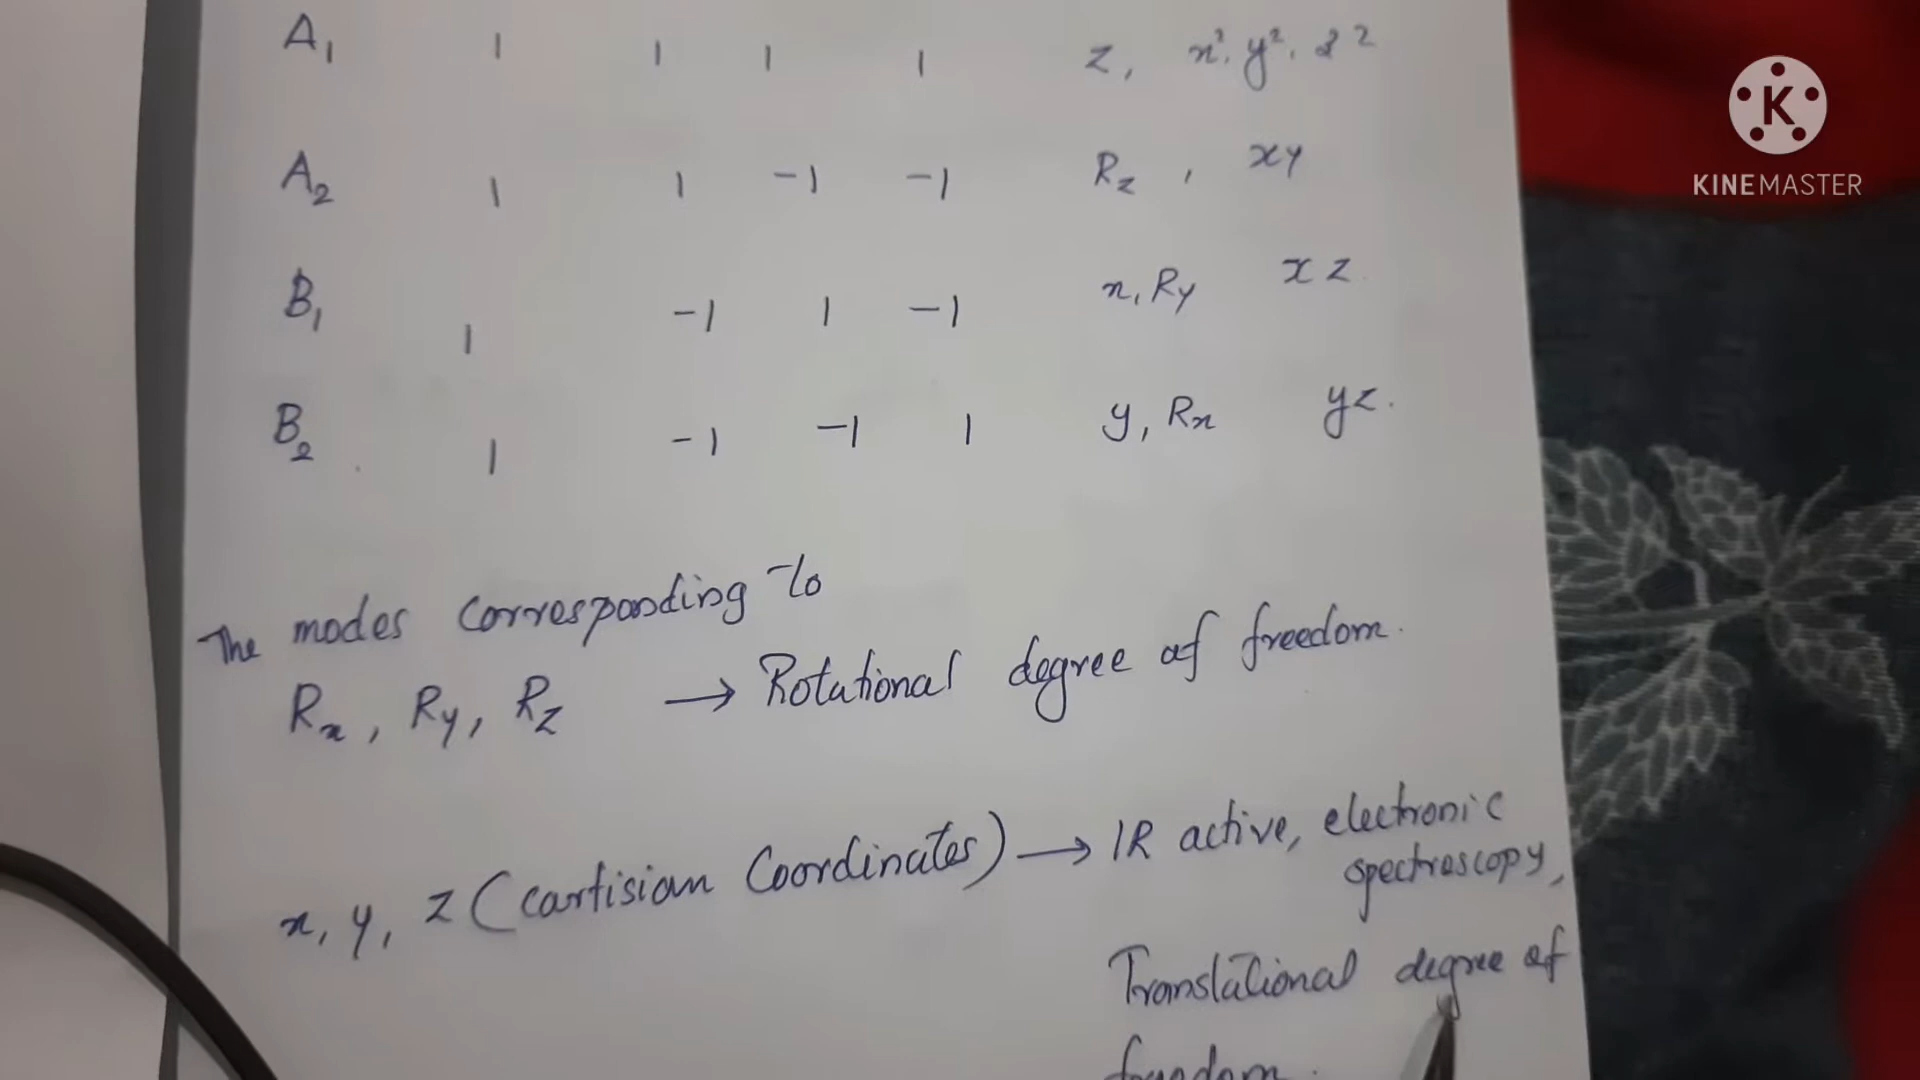 A₁ 1 1 1 1 z, x², y², z²
A₂ 1 1 -1 -1 Rz, xy
B₁ 1 -1 1 -1 x, Ry xz
B₂ 1 -1 -1 1 y, Rx yz.
The modes corresponding to
Rx, Ry, Rz → Rotational degree of freedom.
x, y, z (cartisian Coordinates) → IR active, electronic
spectroscopy,
Translational degree of
freedom.
K
KINEMASTER